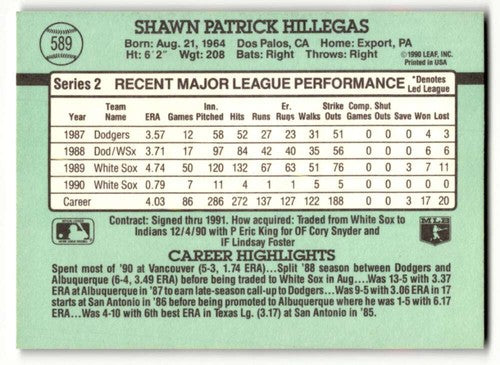 589
SHAWN PATRICK HILLEGAS
Born: Aug. 21, 1964 Dos Palos, CA Home: Export, PA
Ht: 6'2" Wgt: 208 Bats: Right Throws: Right
©1990 LEAF, INC.
Printed in USA
Series 2 RECENT MAJOR LEAGUE PERFORMANCE *Denotes Led League
Year Team Name ERA Games Inn. Pitched Hits Runs Er. Runs Walks Strike Outs Comp. Games Shut Outs Save Won Lost
1987 Dodgers 3.57 12 58 52 27 23 31 51 0 0 0 4 3
1988 Dod/WSx 3.71 17 97 84 42 40 35 56 0 0 0 6 6
1989 White Sox 4.74 50 120 132 67 63 51 76 0 0 3 7 11
1990 White Sox 0.79 7 11 4 1 1 5 5 0 0 0 0 0
Career 4.03 86 286 272 137 127 122 188 0 0 3 17 20
Contract: Signed thru 1991. How acquired: Traded from White Sox to
Indians 12/4/90 with P Eric King for OF Cory Snyder and
IF Lindsay Foster
MLB
CAREER HIGHLIGHTS
Spent most of '90 at Vancouver (5-3, 1.74 ERA)...Split '88 season between Dodgers and
Albuquerque (6-4, 3.49 ERA) before being traded to White Sox in Aug....Was 13-5 with 3.37
ERA at Albuquerque in '87 to earn late-season call-up to Dodgers...Was 9-5 with 3.06 ERA in 17
starts at San Antonio in '86 before being promoted to Albuquerque where he was 1-5 with 6.17
ERA...Was 4-10 with 6th best ERA in Texas Lg. (3.17) at San Antonio in '85.